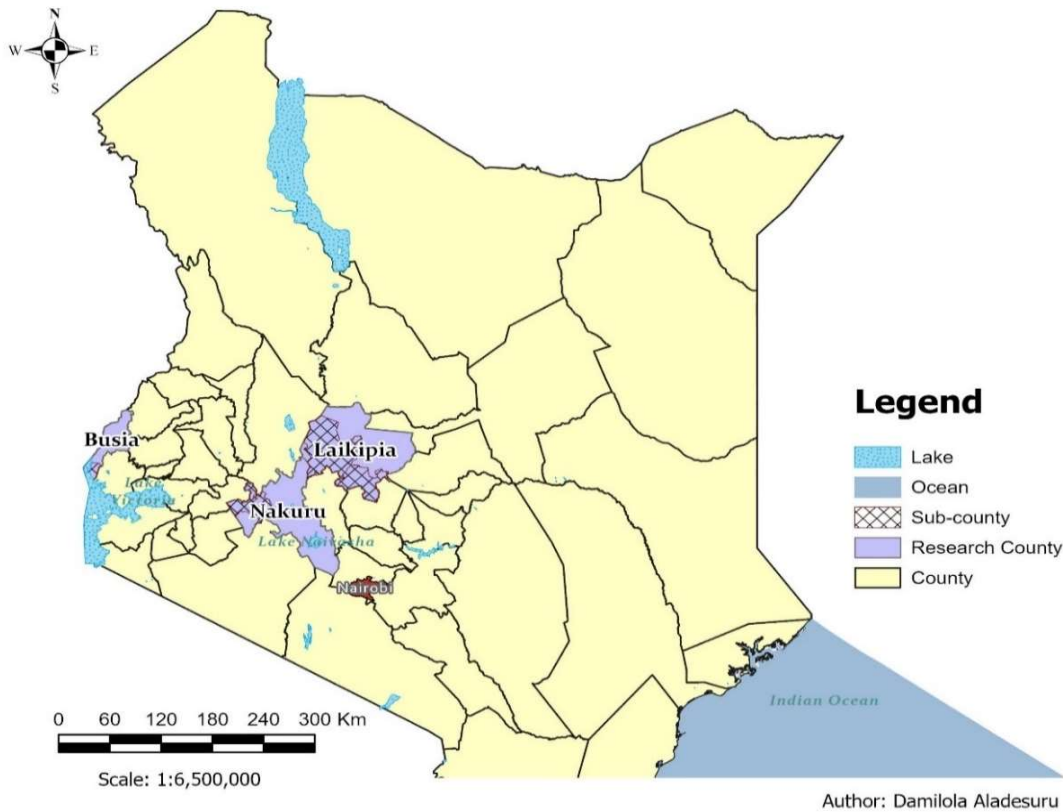 N
W E
S
Busia
Laikipia
Lake
Victoria
Nakuru
Lake Naivasha
Nairobi
Indian Ocean
Legend
Lake
Ocean
Sub-county
Research County
County
0 60 120 180 240 300 Km
Scale: 1:6,500,000
Author: Damilola Aladesuru